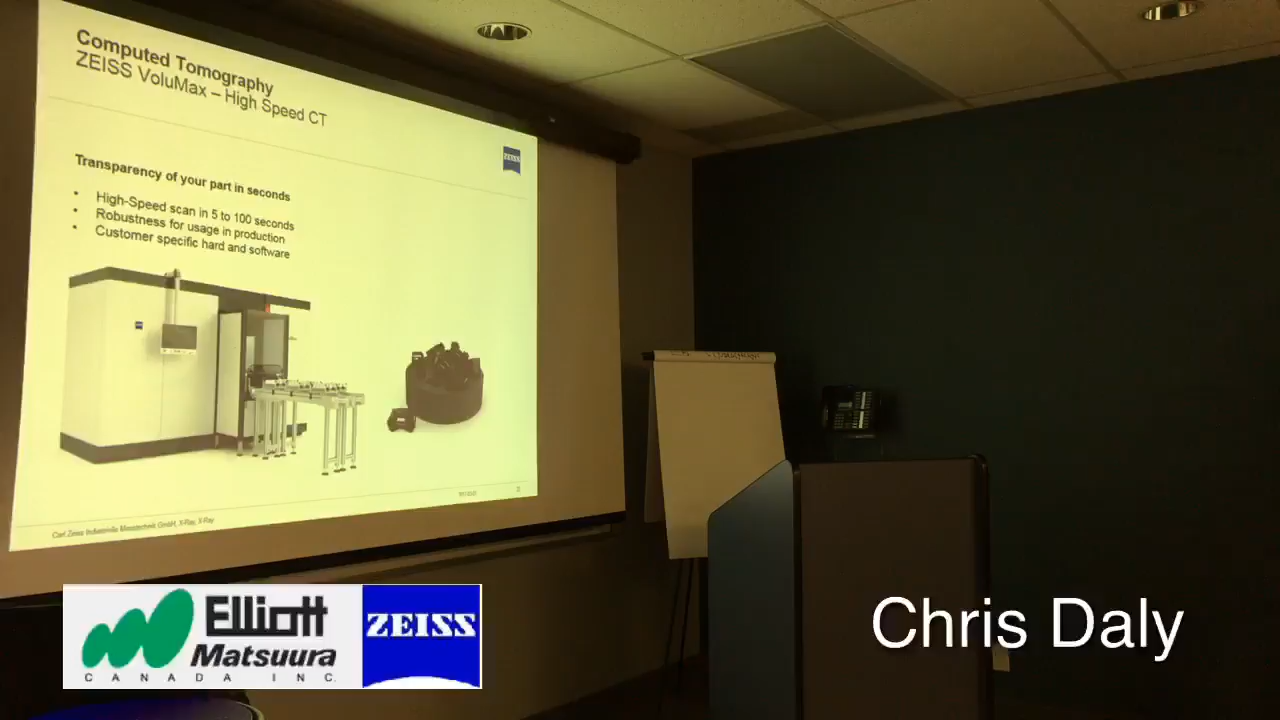 Computed Tomography
ZEISS VoluMax – High Speed CT
ZEISS
Transparency of your part in seconds
• High-Speed scan in 5 to 100 seconds
• Robustness for usage in production
• Customer specific hard and software
Carl Zeiss Industrielle Messtechnik GmbH, X-Ray, X-Ray
Elliott
Matsuura
CANADA INC.
ZEISS
Chris Daly